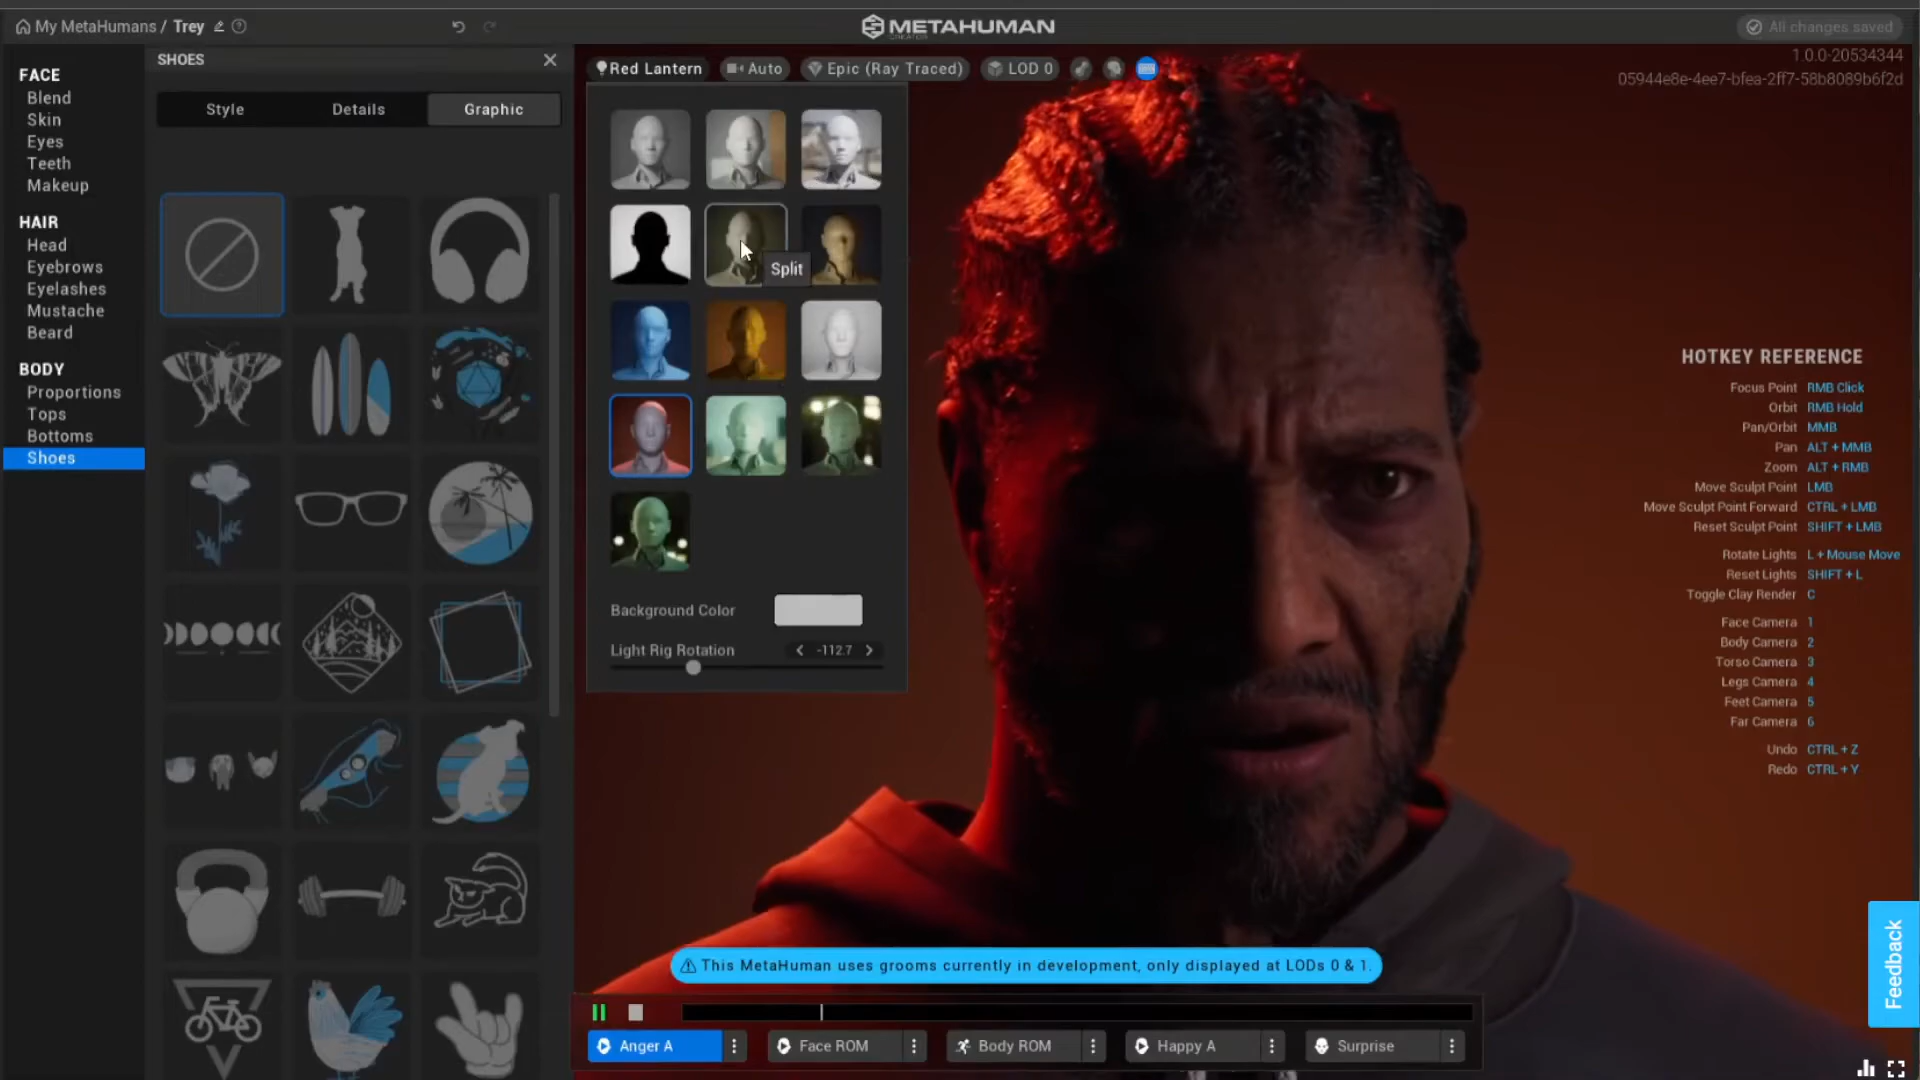 My MetaHumans / Trey
METAHUMAN
CREATOR
All changes saved
1.0.0-20534344
05944e8e-4ee7-bfea-2ff7-58b8089b6f2d
FACE
Blend
Skin
Eyes
Teeth
Makeup
HAIR
Head
Eyebrows
Eyelashes
Mustache
Beard
BODY
Proportions
Tops
Bottoms
Shoes
SHOES
Style
Details
Graphic
Red Lantern
Auto
Epic (Ray Traced)
LOD 0
Split
Background Color
Light Rig Rotation
-112.7
HOTKEY REFERENCE
Focus Point RMB Click
Orbit RMB Hold
Pan/Orbit MMB
Pan ALT + MMB
Zoom ALT + RMB
Move Sculpt Point LMB
Move Sculpt Point Forward CTRL + LMB
Reset Sculpt Point SHIFT + LMB
Rotate Lights L + Mouse Move
Reset Lights SHIFT + L
Toggle Clay Render C
Face Camera 1
Body Camera 2
Torso Camera 3
Legs Camera 4
Feet Camera 5
Far Camera 6
Undo CTRL + Z
Redo CTRL + Y
Feedback
This MetaHuman uses grooms currently in development, only displayed at LODs 0 & 1.
Anger A
Face ROM
Body ROM
Happy A
Surprise